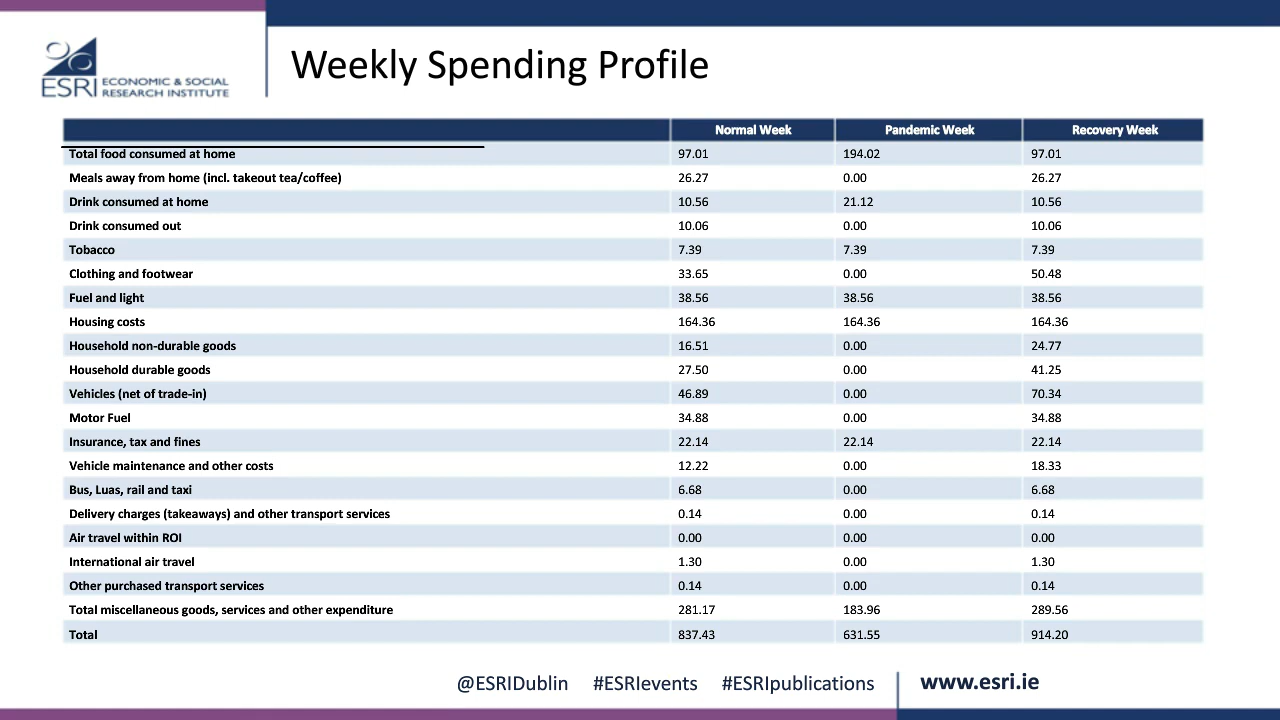 ESRI ECONOMIC & SOCIAL
RESEARCH INSTITUTE
Weekly Spending Profile
Normal Week Pandemic Week Recovery Week
Total food consumed at home 97.01 194.02 97.01
Meals away from home (incl. takeout tea/coffee) 26.27 0.00 26.27
Drink consumed at home 10.56 21.12 10.56
Drink consumed out 10.06 0.00 10.06
Tobacco 7.39 7.39 7.39
Clothing and footwear 33.65 0.00 50.48
Fuel and light 38.56 38.56 38.56
Housing costs 164.36 164.36 164.36
Household non-durable goods 16.51 0.00 24.77
Household durable goods 27.50 0.00 41.25
Vehicles (net of trade-in) 46.89 0.00 70.34
Motor Fuel 34.88 0.00 34.88
Insurance, tax and fines 22.14 22.14 22.14
Vehicle maintenance and other costs 12.22 0.00 18.33
Bus, Luas, rail and taxi 6.68 0.00 6.68
Delivery charges (takeaways) and other transport services 0.14 0.00 0.14
Air travel within ROI 0.00 0.00 0.00
International air travel 1.30 0.00 1.30
Other purchased transport services 0.14 0.00 0.14
Total miscellaneous goods, services and other expenditure 281.17 183.96 289.56
Total 837.43 631.55 914.20
@ESRIDublin #ESRIevents #ESRIpublications www.esri.ie